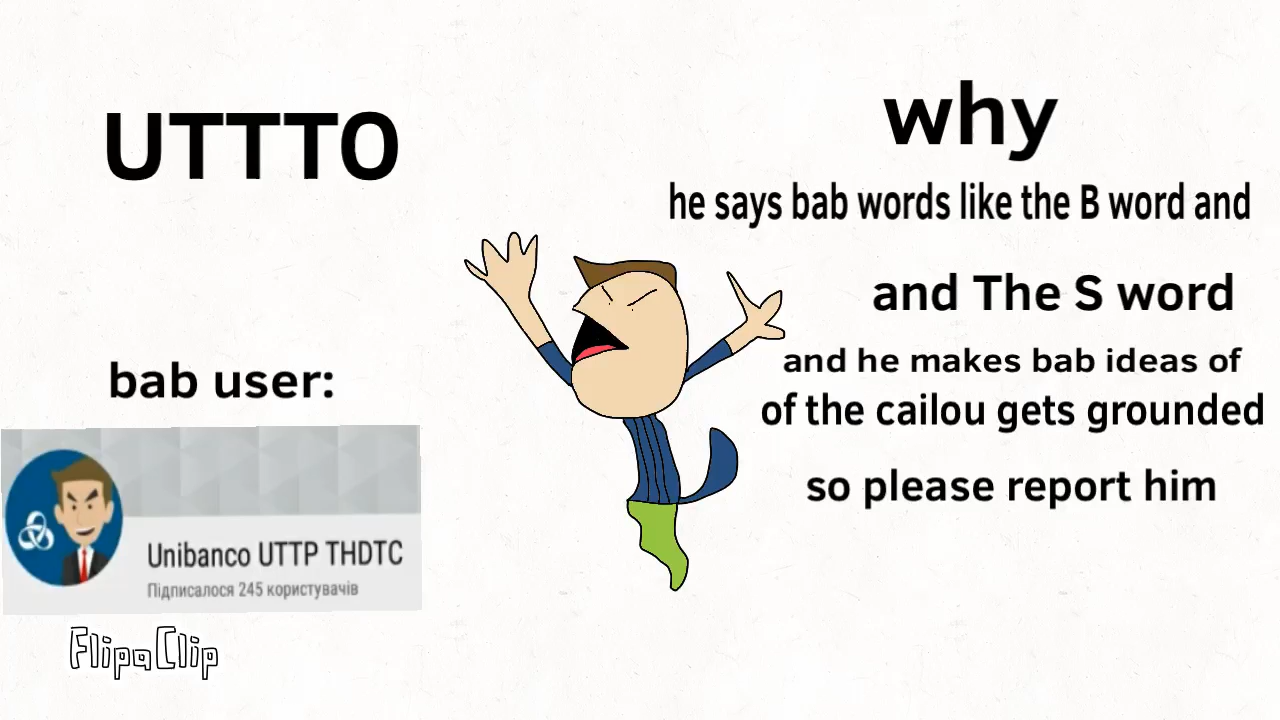 UTTTO
bab user:
Unibanco UTTP THDTC
Підписалося 245 користувачів
FlipaClip
why
he says bab words like the B word and
and The S word
and he makes bab ideas of
of the cailou gets grounded
so please report him